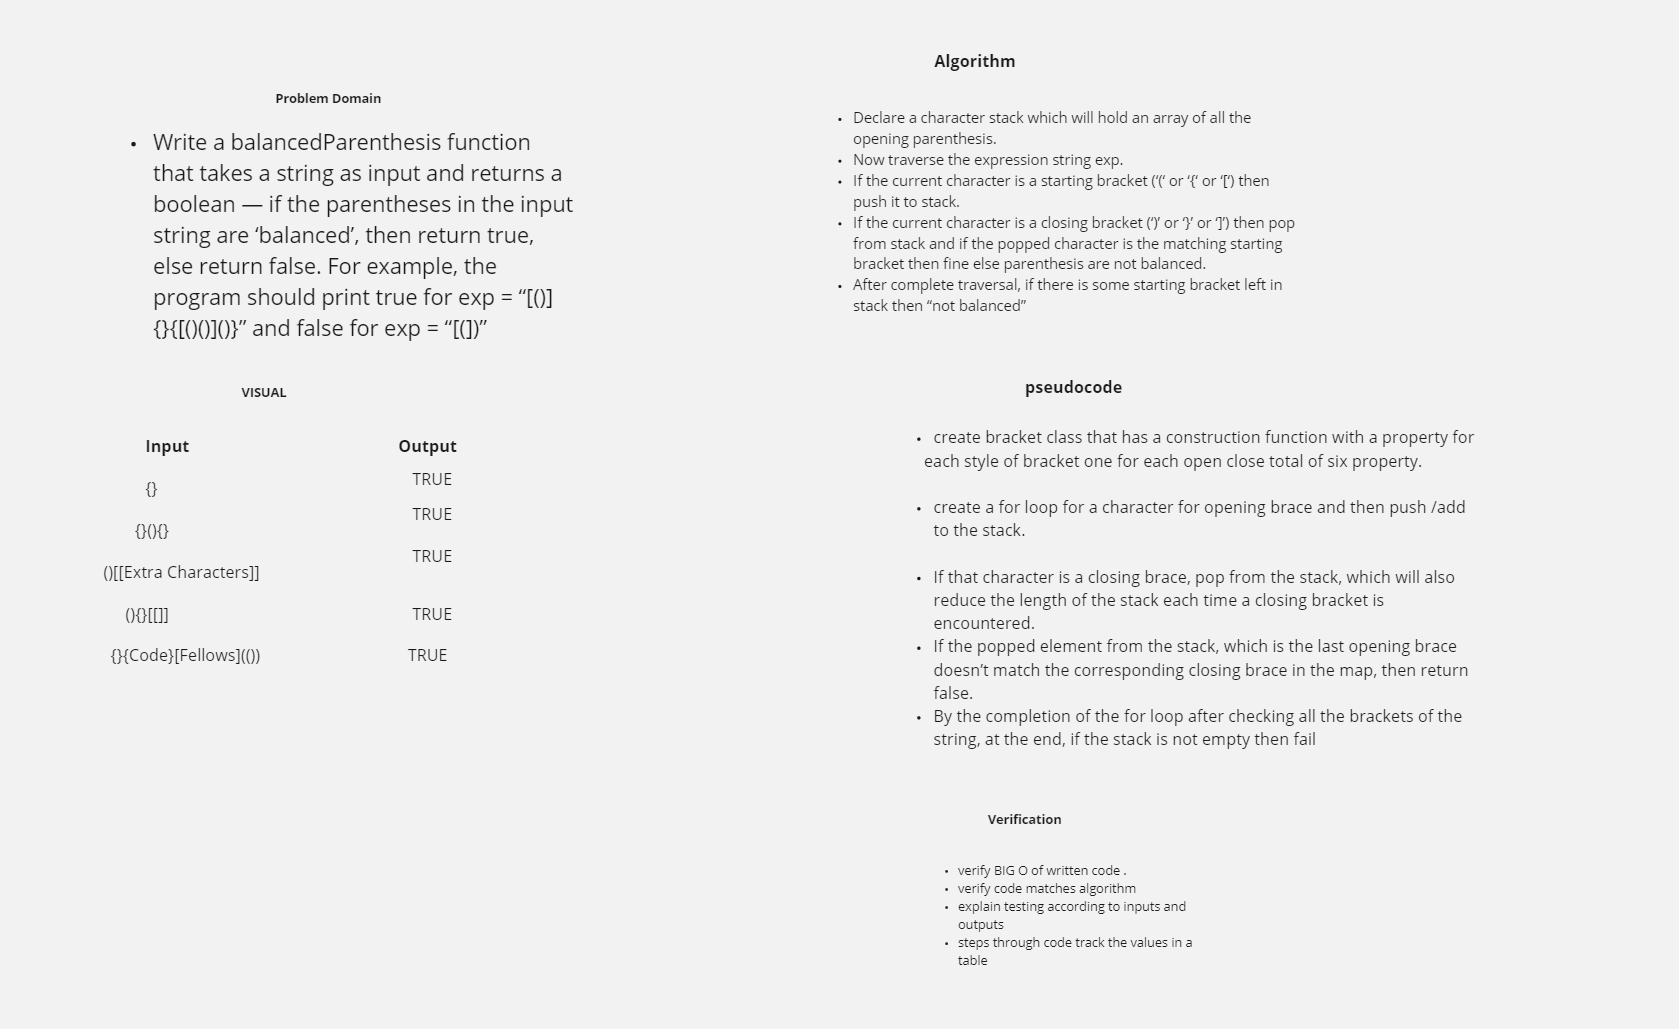 Problem Domain
• Write a balancedParenthesis function
that takes a string as input and returns a
boolean — if the parentheses in the input
string are ‘balanced’, then return true,
else return false. For example, the
program should print true for exp = “[()]
{}{[()()]()}” and false for exp = “[(])”
VISUAL
Input Output
{} TRUE
{}(){} TRUE
()[[Extra Characters]] TRUE
(){}[[]] TRUE
{}{Code}[Fellows](()) TRUE
Algorithm
• Declare a character stack which will hold an array of all the
opening parenthesis.
• Now traverse the expression string exp.
• If the current character is a starting bracket (‘(‘ or ‘{‘ or ‘[‘) then
push it to stack.
• If the current character is a closing bracket (‘)’ or ‘}’ or ‘]’) then pop
from stack and if the popped character is the matching starting
bracket then fine else parenthesis are not balanced.
• After complete traversal, if there is some starting bracket left in
stack then “not balanced”
pseudocode
• create bracket class that has a construction function with a property for
each style of bracket one for each open close total of six property.
• create a for loop for a character for opening brace and then push /add
to the stack.
• If that character is a closing brace, pop from the stack, which will also
reduce the length of the stack each time a closing bracket is
encountered.
• If the popped element from the stack, which is the last opening brace
doesn’t match the corresponding closing brace in the map, then return
false.
• By the completion of the for loop after checking all the brackets of the
string, at the end, if the stack is not empty then fail
Verification
• verify BIG O of written code .
• verify code matches algorithm
• explain testing according to inputs and
outputs
• steps through code track the values in a
table